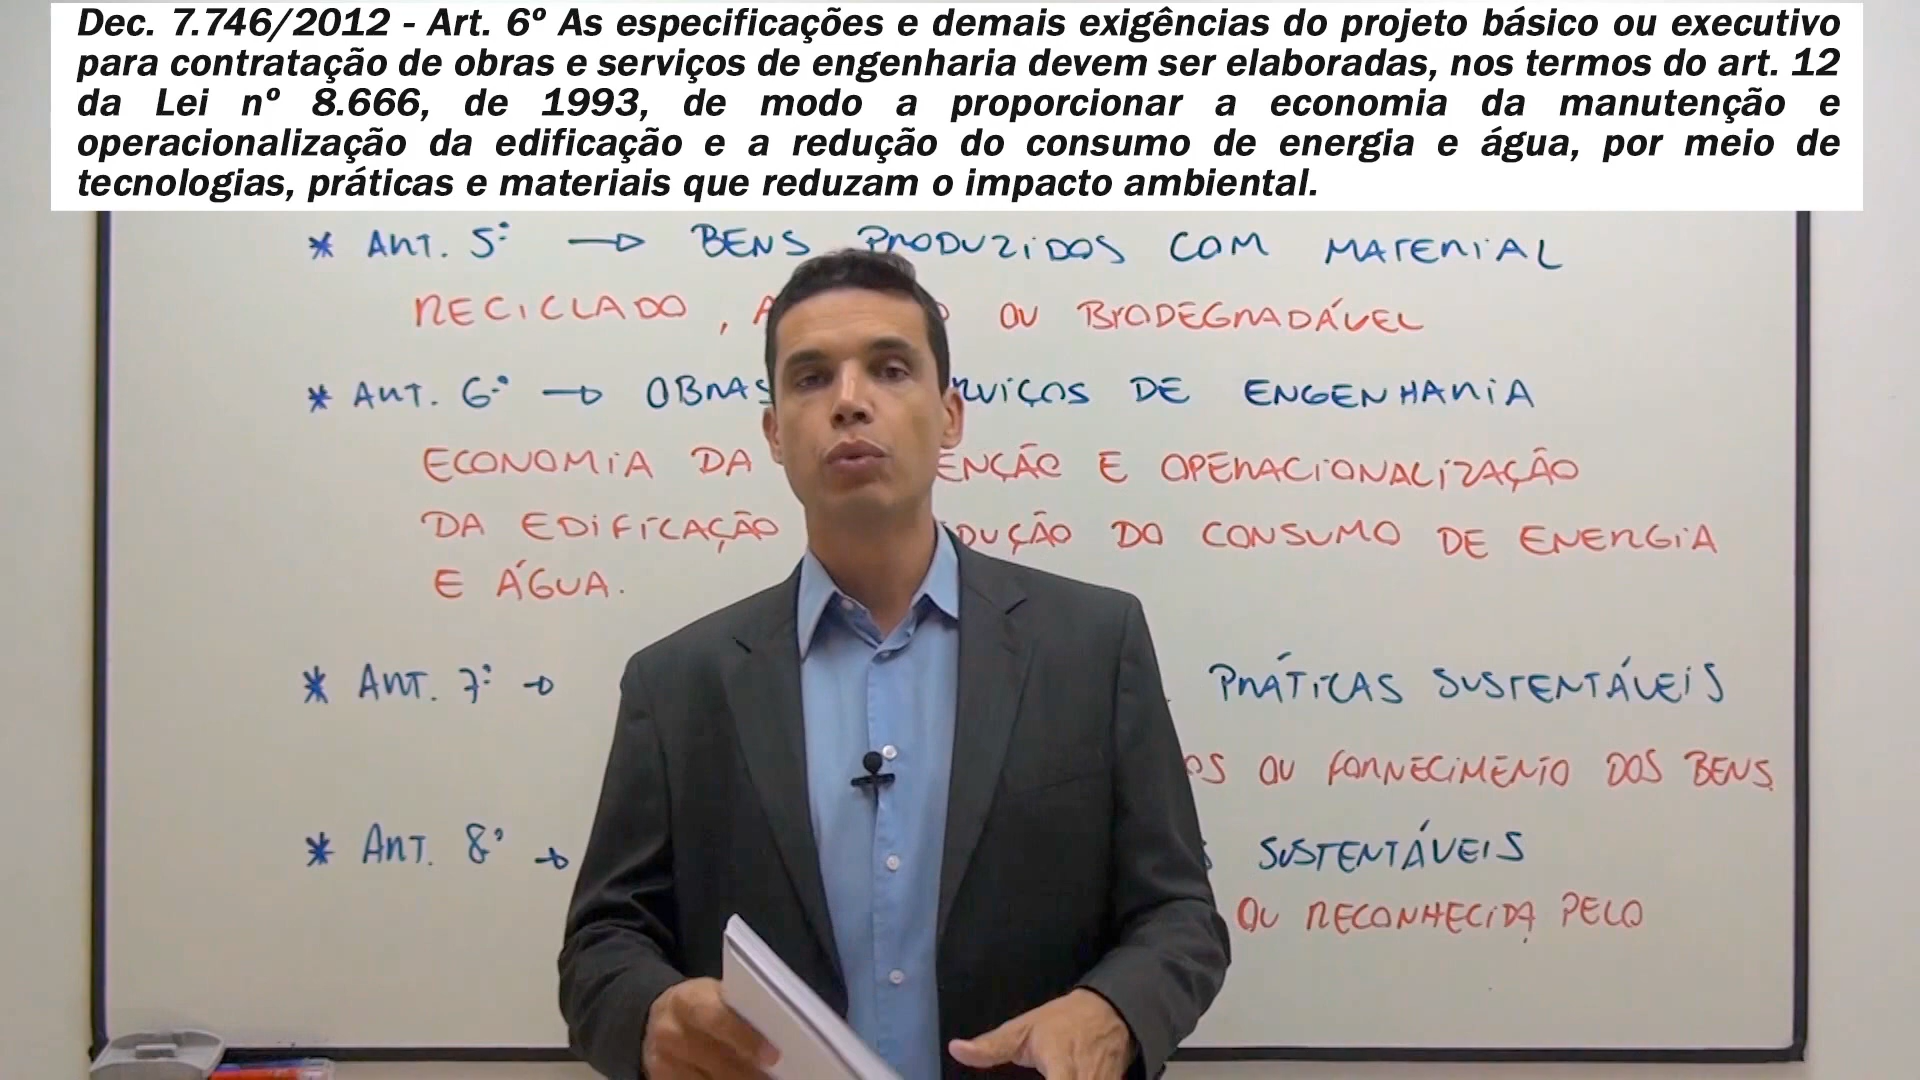 Dec. 7.746/2012 - Art. 6º As especificações e demais exigências do projeto básico ou executivo
para contratação de obras e serviços de engenharia devem ser elaboradas, nos termos do art. 12
da Lei nº 8.666, de 1993, de modo a proporcionar a economia da manutenção e
operacionalização da edificação e a redução do consumo de energia e água, por meio de
tecnologias, práticas e materiais que reduzam o impacto ambiental.
* ART. 5º → BENS PRODUZIDOS COM MATERIAL
RECICLADO, OU BIODEGRADÁVEL
* ART. 6º → OBRAS DE ENGENHARIA
ECONOMIA DA E OPERACIONALIZAÇÃO
DA EDIFICAÇÃO DO CONSUMO DE ENERGIA
E ÁGUA.
* ART. 7º → PRÁTICAS SUSTENTÁVEIS
OU FORNECIMENTO DOS BENS
* ART. 8º → SUSTENTÁVEIS
OU RECONHECIDA PELO